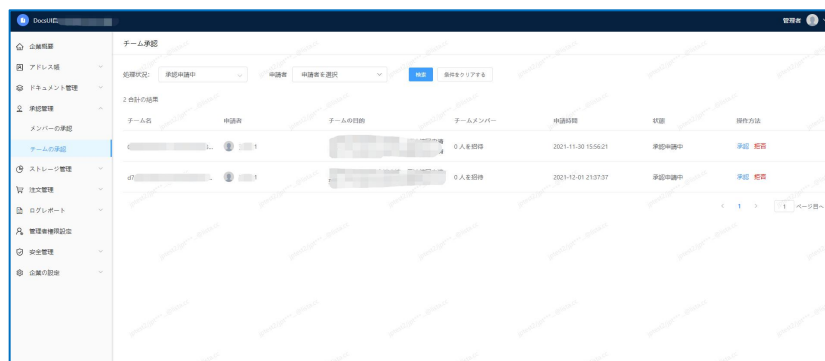 DocsUI
管理者
企業概要
アドレス帳
ドキュメント管理
承認管理
メンバーの承認
チームの承認
ストレージ管理
注文管理
ログレポート
管理者権限設定
安全管理
企業の設定
チーム承認
処理状況: 承認申請中 申請者 申請者を選択 検索 条件をクリアする
2 合計の結果
チーム名 申請者 チームの目的 チームメンバー 申請時間 状態 操作方法
1 0 人を招待 2021-11-30 15:56:21 承認申請中 承認 拒否
d7 1 0 人を招待 2021-12-01 21:37:37 承認申請中 承認 拒否
< 1 > 1 ページ目へ